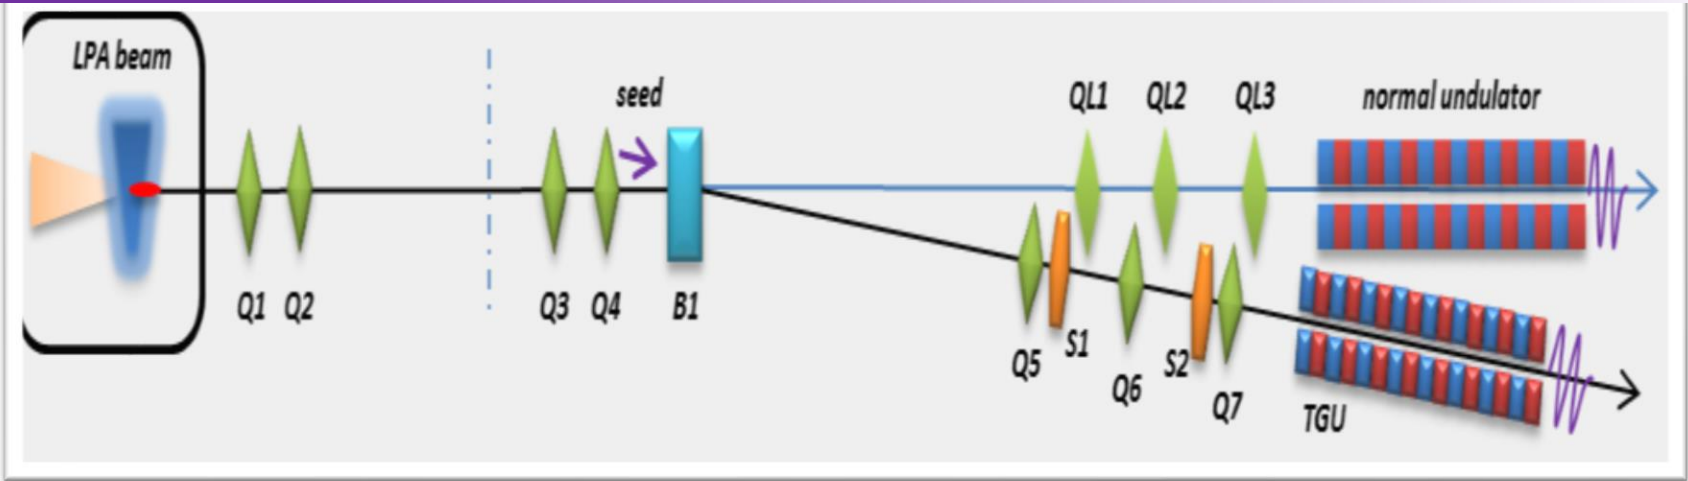 LPA beam
seed
QL1 QL2 QL3 normal undulator
Q1 Q2 Q3 Q4 B1
Q5 S1 Q6 S2 Q7 TGU